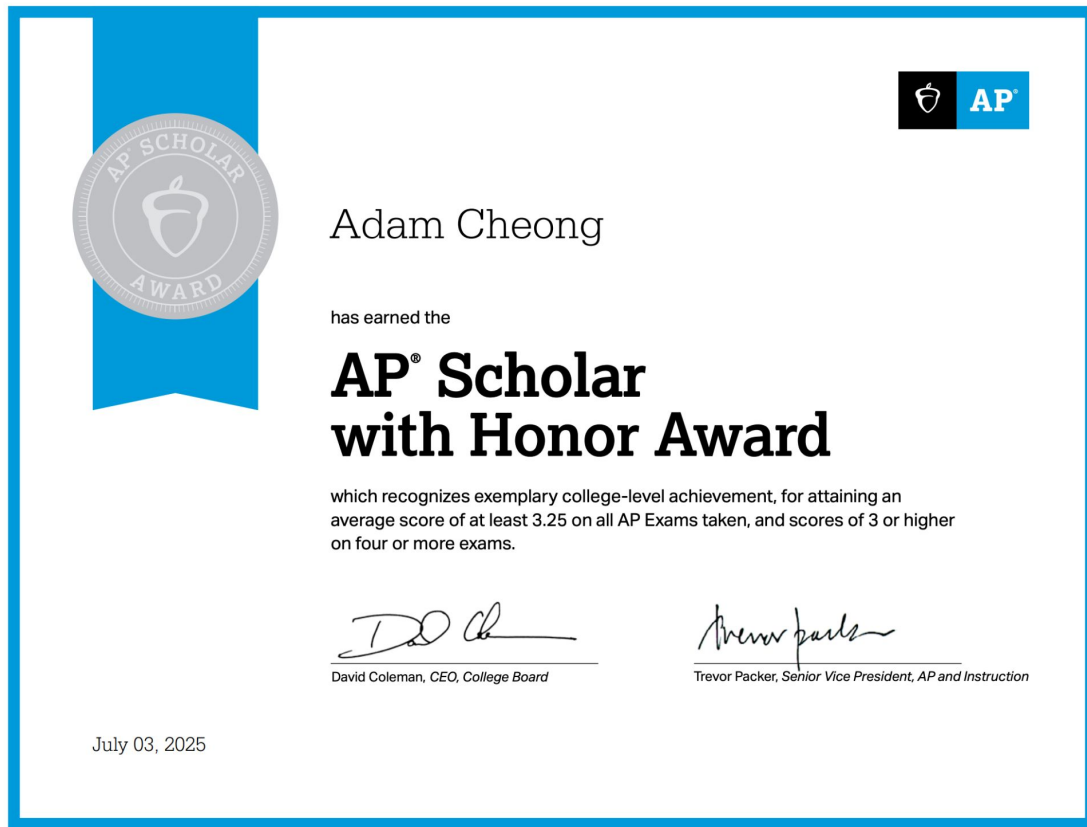 AP® SCHOLAR
AWARD
AP®
Adam Cheong
has earned the
AP® Scholar
with Honor Award
which recognizes exemplary college-level achievement, for attaining an
average score of at least 3.25 on all AP Exams taken, and scores of 3 or higher
on four or more exams.
David Coleman, CEO, College Board
Trevor Packer, Senior Vice President, AP and Instruction
July 03, 2025